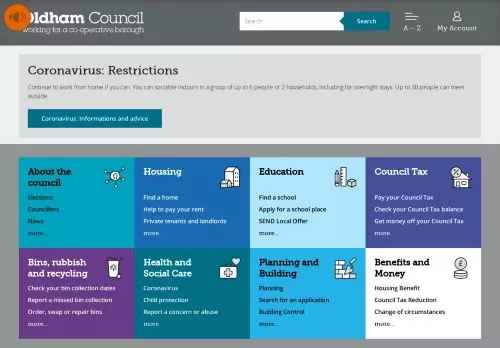 Oldham Council
working for a co-operative borough
Search
Search
A – Z
My Account
Coronavirus: Restrictions
Continue to work from home if you can. You can socialise indoors in a group of up to 6 people or 2 households, including for overnight stays. Up to 30 people can meet
outside.
Coronavirus: Informations and advice
About the
council
Elections
Councillors
News
more...
Housing
Find a home
Help to pay your rent
Private tenants and landlords
more...
Education
Find a school
Apply for a school place
SEND Local Offer
more...
Council Tax
Pay your Council Tax
Check your Council Tax balance
Get money off your Council Tax
more...
Bins, rubbish
and recycling
Check your bin collection dates
Report a missed bin collection
Order, swap or repair bins
more...
Health and
Social Care
Coronavirus
Child protection
Report a concern or abuse
more...
Planning and
Building
Planning
Search for an application
Building Control
more...
Benefits and
Money
Housing Benefit
Council Tax Reduction
Change of circumstances
more...